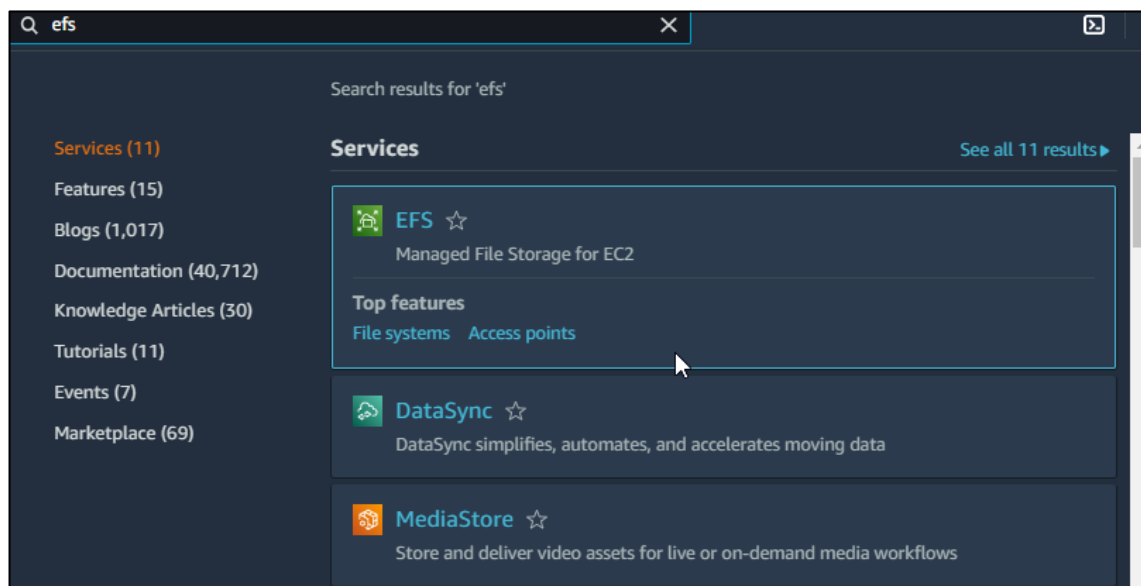 efs
Search results for 'efs'
Services (11)
Features (15)
Blogs (1,017)
Documentation (40,712)
Knowledge Articles (30)
Tutorials (11)
Events (7)
Marketplace (69)
Services
See all 11 results
EFS
Managed File Storage for EC2
Top features
File systems Access points
DataSync
DataSync simplifies, automates, and accelerates moving data
MediaStore
Store and deliver video assets for live or on-demand media workflows